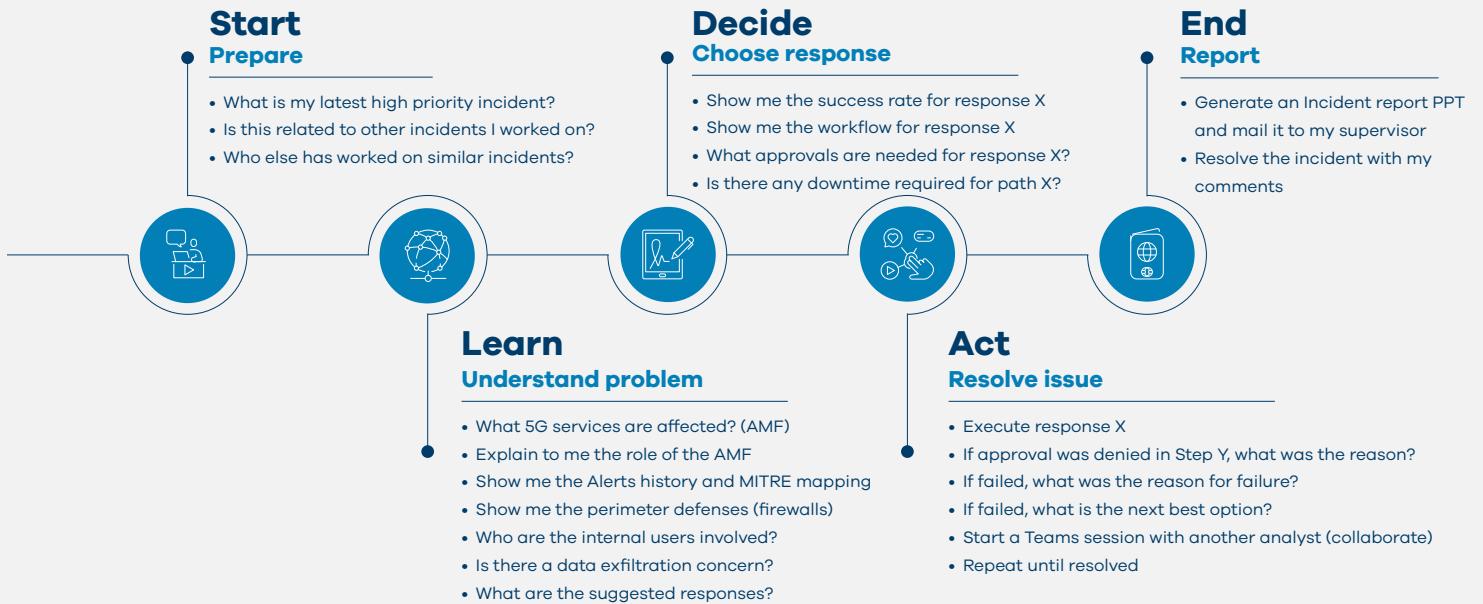 Start
Prepare
• What is my latest high priority incident?
• Is this related to other incidents I worked on?
• Who else has worked on similar incidents?
Learn
Understand problem
• What 5G services are affected? (AMF)
• Explain to me the role of the AMF
• Show me the Alerts history and MITRE mapping
• Show me the perimeter defenses (firewalls)
• Who are the internal users involved?
• Is there a data exfiltration concern?
• What are the suggested responses?
Decide
Choose response
• Show me the success rate for response X
• Show me the workflow for response X
• What approvals are needed for response X?
• Is there any downtime required for path X?
Act
Resolve issue
• Execute response X
• If approval was denied in Step Y, what was the reason?
• If failed, what was the reason for failure?
• If failed, what is the next best option?
• Start a Teams session with another analyst (collaborate)
• Repeat until resolved
End
Report
• Generate an Incident report PPT
and mail it to my supervisor
• Resolve the incident with my
comments